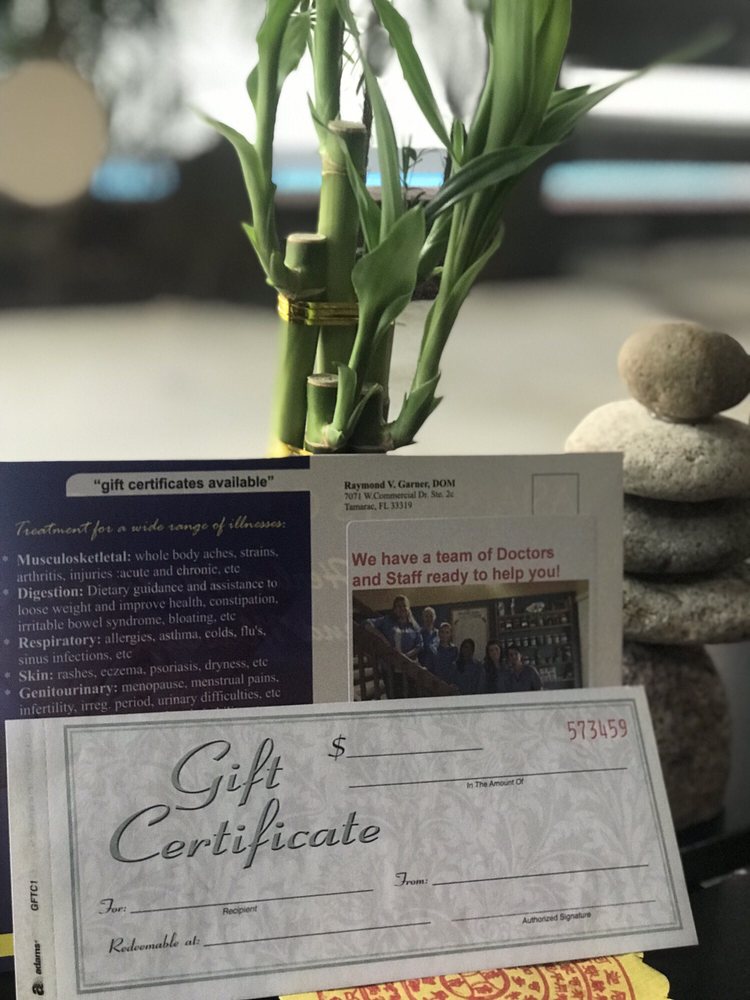 "gift certificates available"
Treatment for a wide range of illnesses:
* Musculosketletal: whole body aches, strains,
arthritis, injuries :acute and chronic, etc
* Digestion: Dietary guidance and assistance to
loose weight and improve health, constipation,
irritable bowel syndrome, bloating, etc
* Respiratory: allergies, asthma, colds, flu's,
sinus infections, etc
* Skin: rashes, eczema, psoriasis, dryness, etc
* Genitourinary: menopause, menstrual pains,
infertility, irreg. period, urinary difficulties, etc
Raymond V. Garner, DOM
7071 W.Commercial Dr. Ste. 2c
Tamarac, FL 33319
We have a team of Doctors
and Staff ready to help you!
573459
$
In The Amount Of
Gift
Certificate
For:
Recipient
From:
Redeemable at:
Authorized Signature
adams
GFTC1